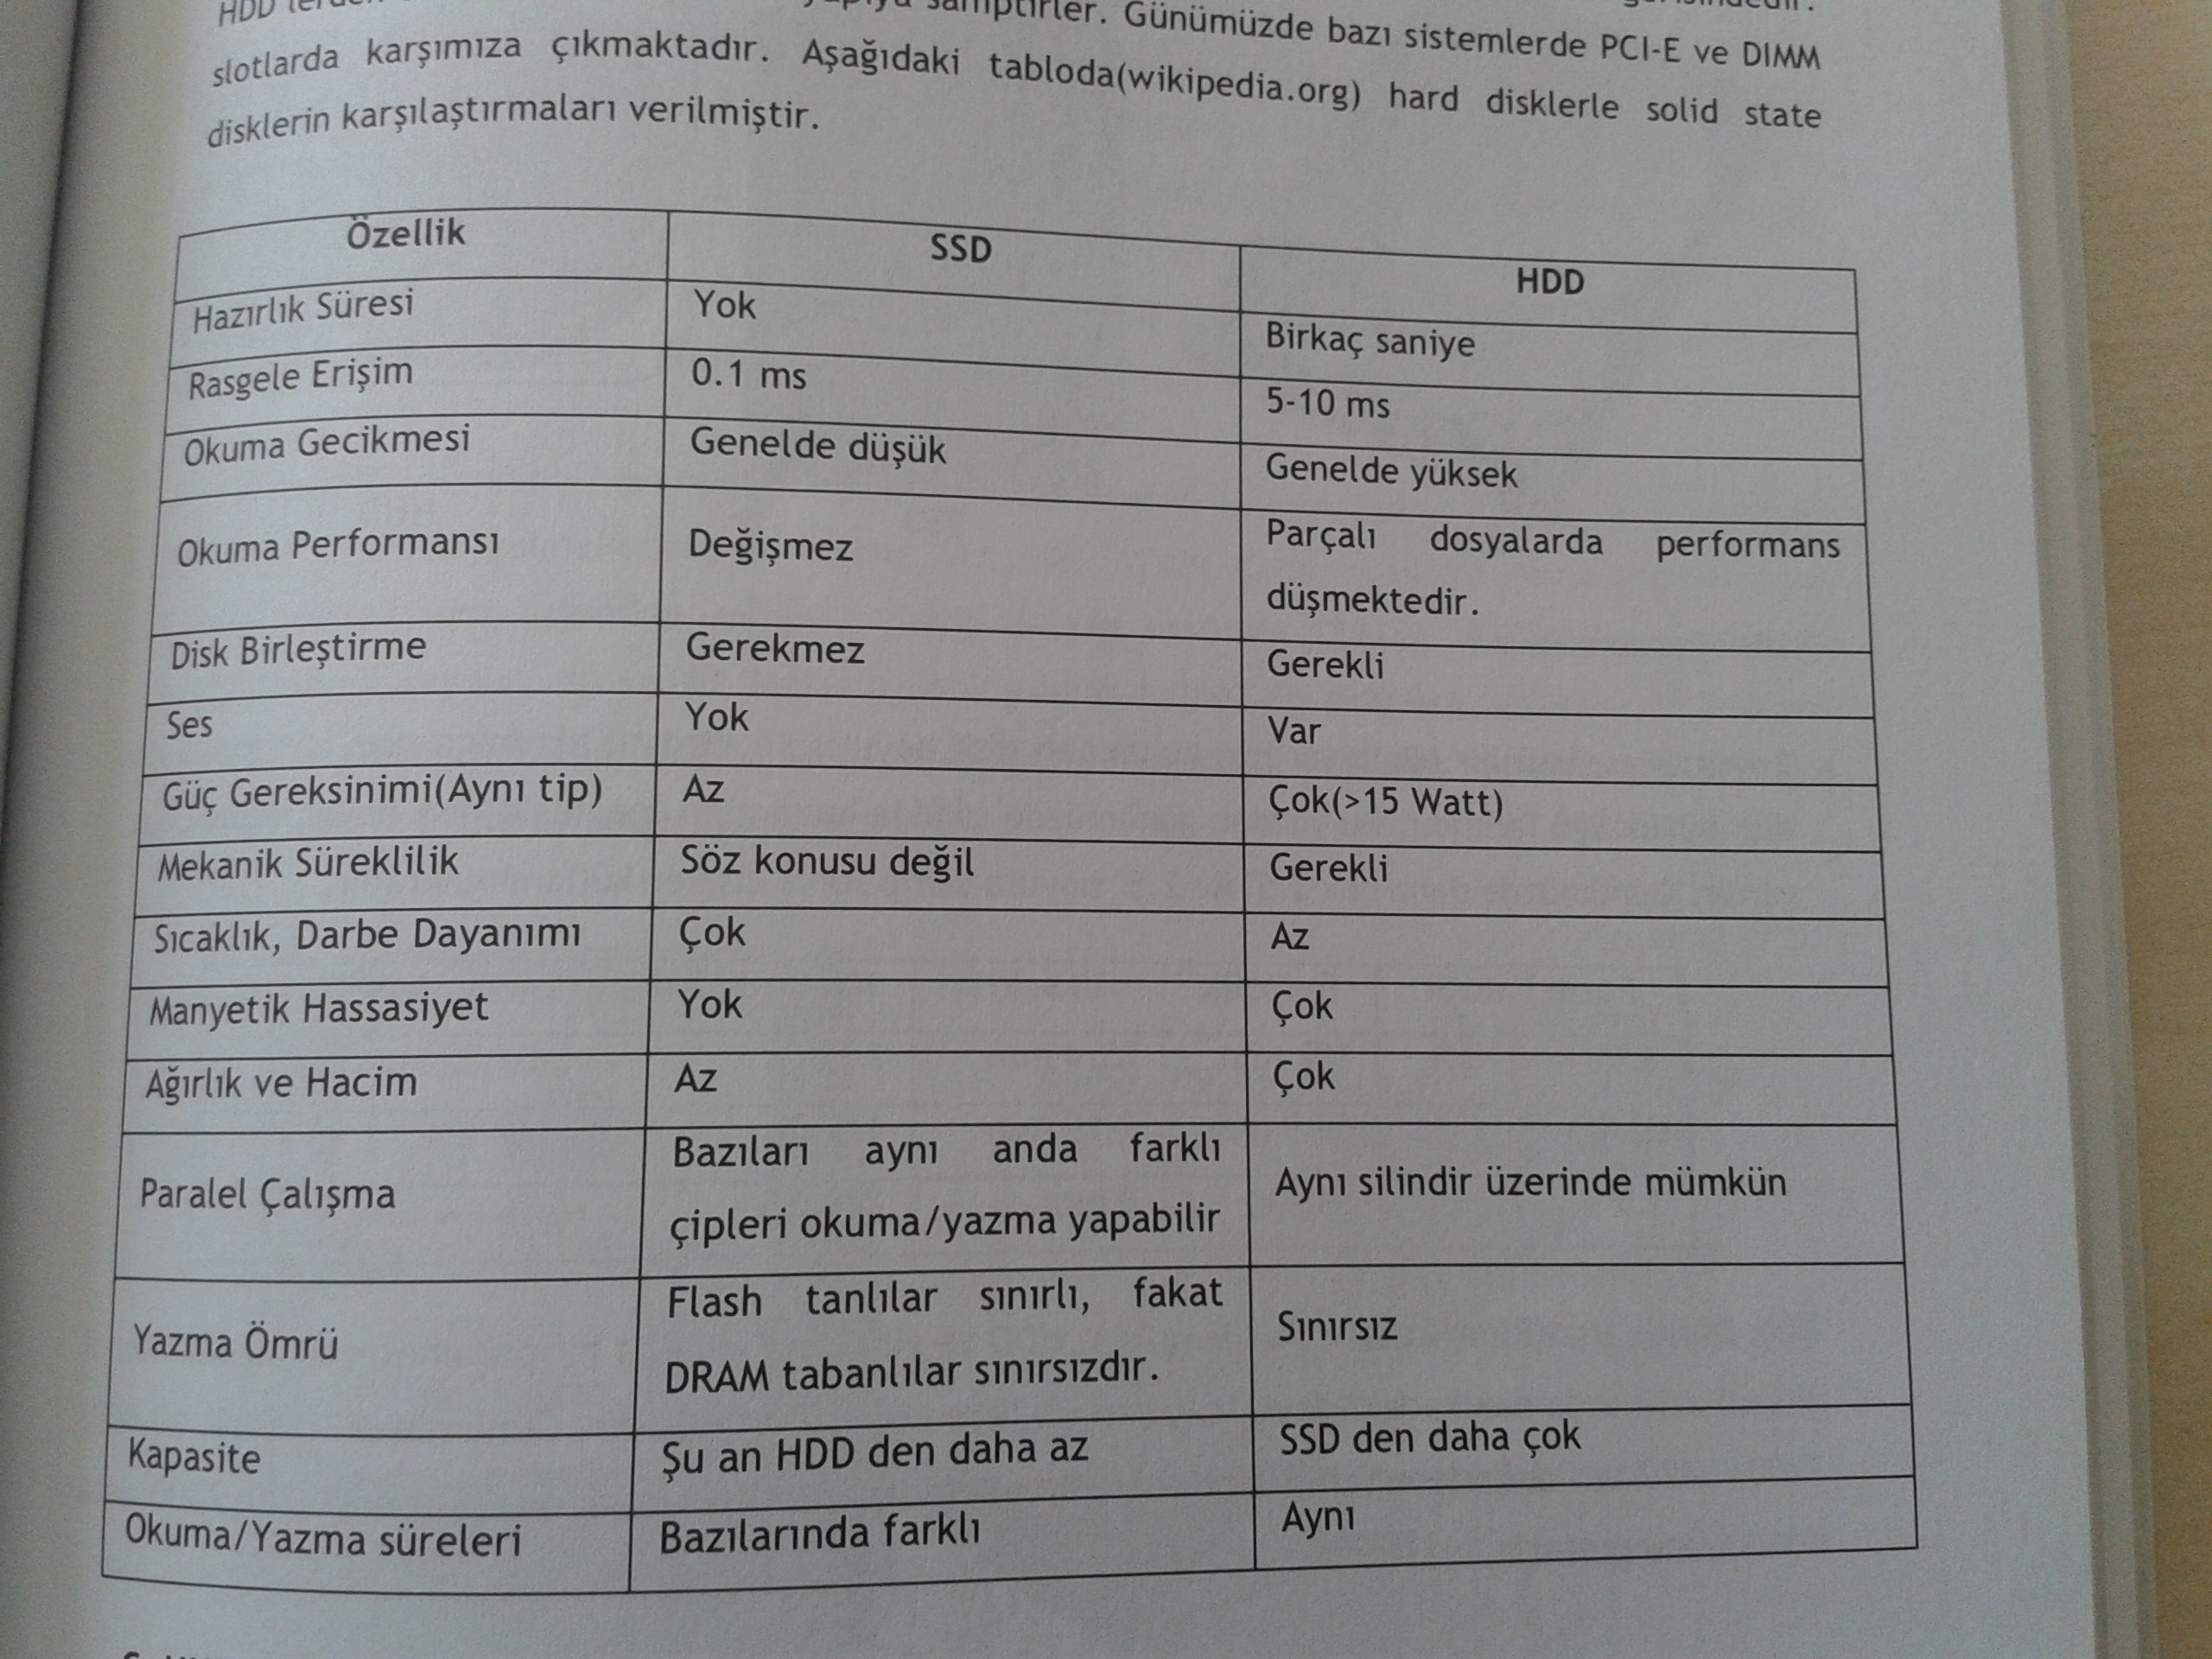 HDD
sahiptirler. Günümüzde bazı sistemlerde PCI-E ve DIMM
slotlarda karşımıza çıkmaktadır. Aşağıdaki tabloda(wikipedia.org) hard disklerle solid state
disklerin karşılaştırmaları verilmiştir.
Özellik SSD HDD
Hazırlık Süresi Yok Birkaç saniye
Rasgele Erişim 0.1 ms 5-10 ms
Okuma Gecikmesi Genelde düşük Genelde yüksek
Okuma Performansı Değişmez Parçalı dosyalarda performans
düşmektedir.
Disk Birleştirme Gerekmez Gerekli
Ses Yok Var
Güç Gereksinimi(Aynı tip) Az Çok(>15 Watt)
Mekanik Süreklilik Söz konusu değil Gerekli
Sıcaklık, Darbe Dayanımı Çok Az
Manyetik Hassasiyet Yok Çok
Ağırlık ve Hacim Az Çok
Paralel Çalışma Bazıları aynı anda farklı
çipleri okuma/yazma yapabilir Aynı silindir üzerinde mümkün
Yazma Ömrü Flash tanlılar sınırlı, fakat
DRAM tabanlılar sınırsızdır. Sınırsız
Kapasite Şu an HDD den daha az SSD den daha çok
Okuma/Yazma süreleri Bazılarında farklı Aynı